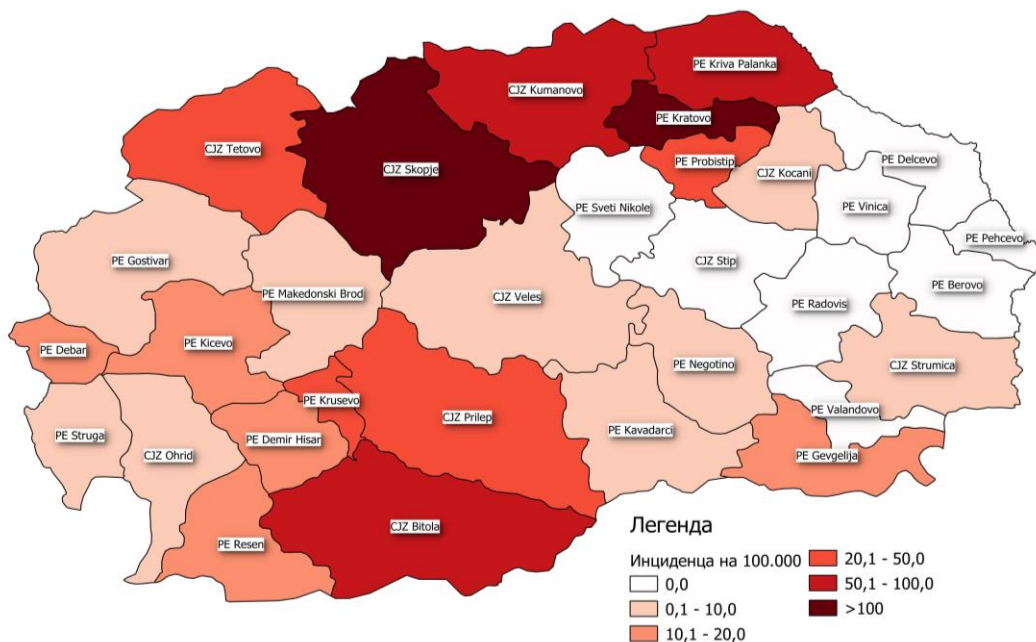 PE Kriva Palanka
CJZ Kumanovo
PE Kratovo
CJZ Tetovo
PE Probistip
PE Delcevo
CJZ Skopje
CJZ Kocani
PE Sveti Nikole
PE Vinica
PE Pehcevo
PE Gostivar
CJZ Stip
PE Berovo
PE Makedonski Brod
CJZ Veles
PE Radovis
PE Debar
PE Kicevo
PE Negotino
CJZ Strumica
PE Krusevo
PE Valandovo
CJZ Prilep
PE Struga
PE Demir Hisar
PE Kavadarci
CJZ Ohrid
PE Gevgelija
CJZ Bitola
PE Resen
Легенда
Инциденца на 100.000
0,0
0,1 - 10,0
10,1 - 20,0
20,1 - 50,0
50,1 - 100,0
>100